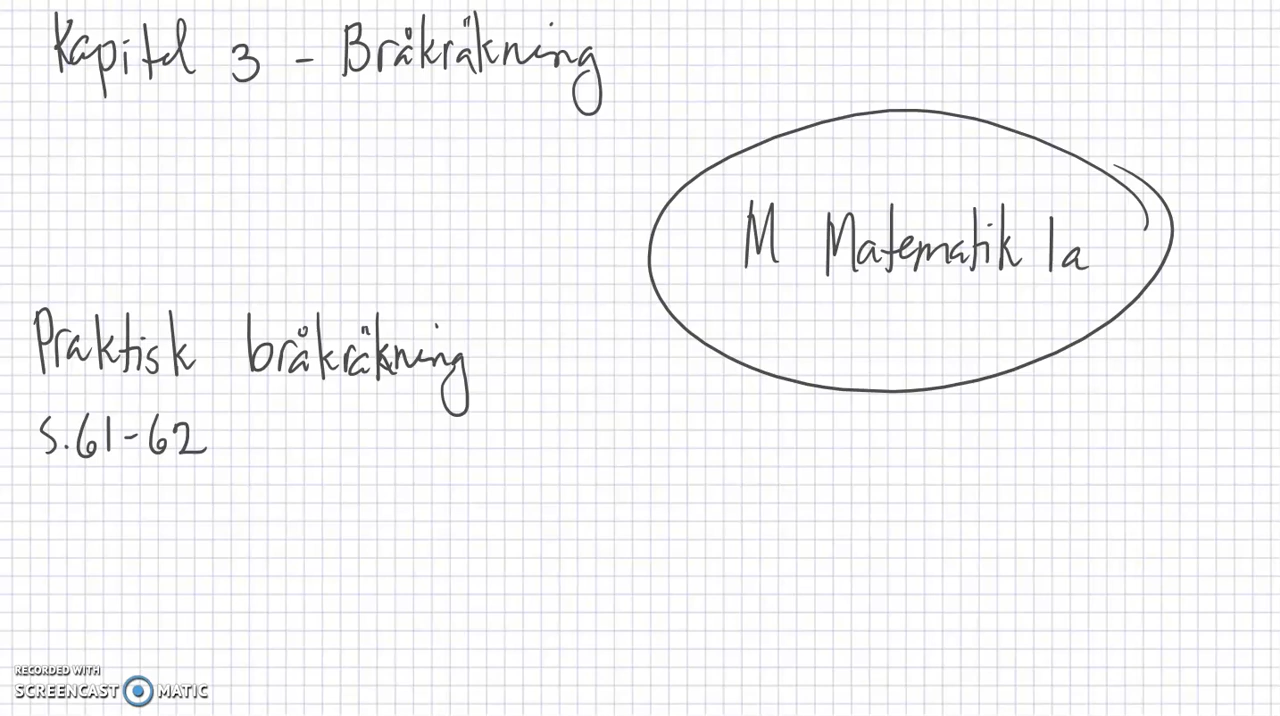 Kapitel 3 - Bråkräkning
M Matematik 1a
Praktisk bråkräkning
s.61-62
RECORDED WITH
SCREENCAST MATIC